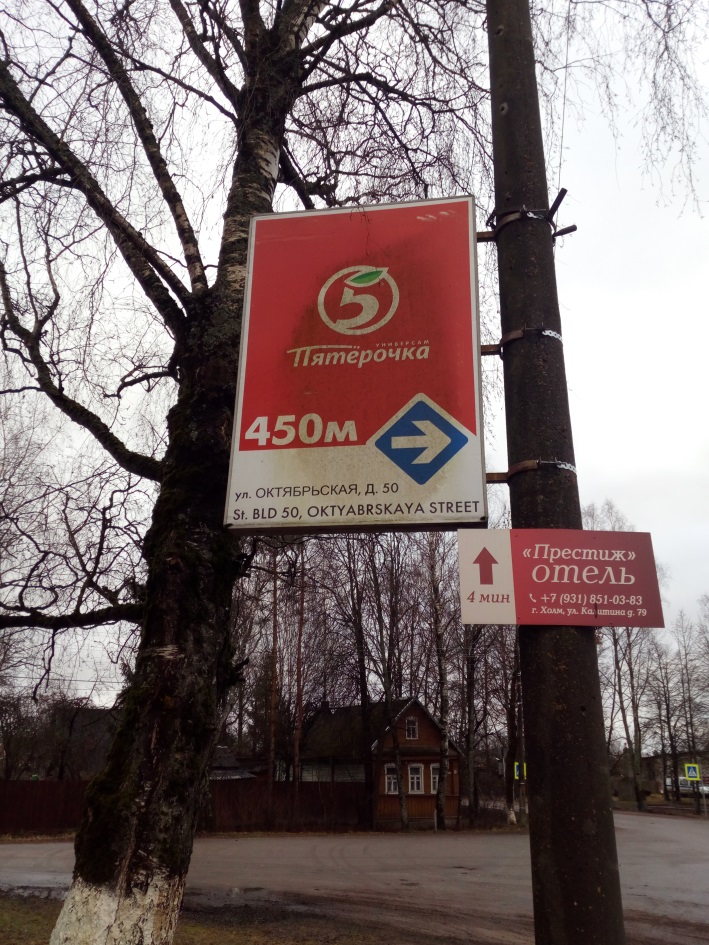 5
УНИВЕРСАМ
Пятёрочка
450м
ул. ОКТЯБРЬСКАЯ, Д. 50
St. BLD 50, OKTYABRSKAYA STREET
«Престиж»
отель
4 мин
+7 (931) 851-03-83
г. Холм, ул. Калинина д. 79